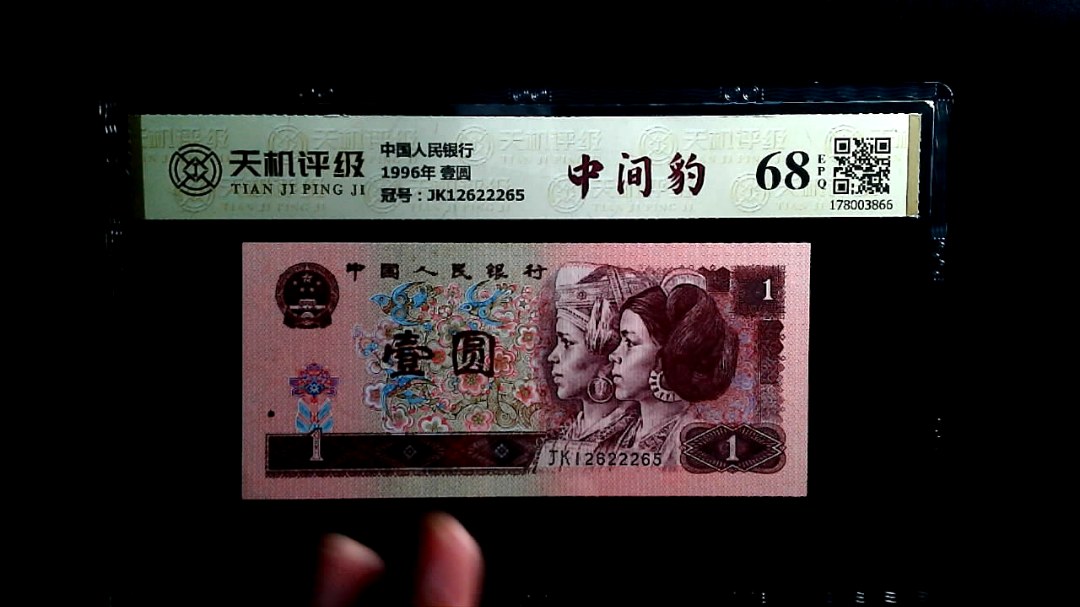 天机评级
TIAN JI PING JI
中国人民银行
1996年 壹圆
冠号：JK12622265
中间豹
68
EPQ
178003866
中国人民银行
1
壹圆
1
JK12622265
1